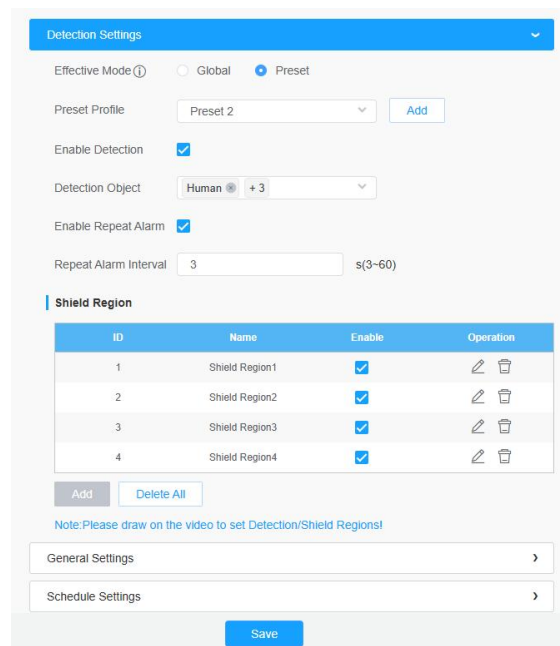 Detection Settings
Effective Mode Global Preset
Preset Profile Preset 2 Add
Enable Detection
Detection Object Human + 3
Enable Repeat Alarm
Repeat Alarm Interval 3 s(3~60)
Shield Region
ID Name Enable Operation
1 Shield Region1
2 Shield Region2
3 Shield Region3
4 Shield Region4
Add Delete All
Note:Please draw on the video to set Detection/Shield Regions!
General Settings
Schedule Settings
Save